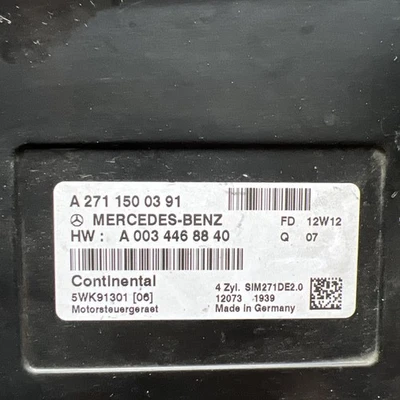 A 271 150 03 91
MERCEDES-BENZ FD 12W12
HW : A 003 446 88 40 Q 07
Continental
5WK91301 [06] 4 Zyl. SIM271DE2.0
12073 1939
Motorsteuergeraet Made in Germany